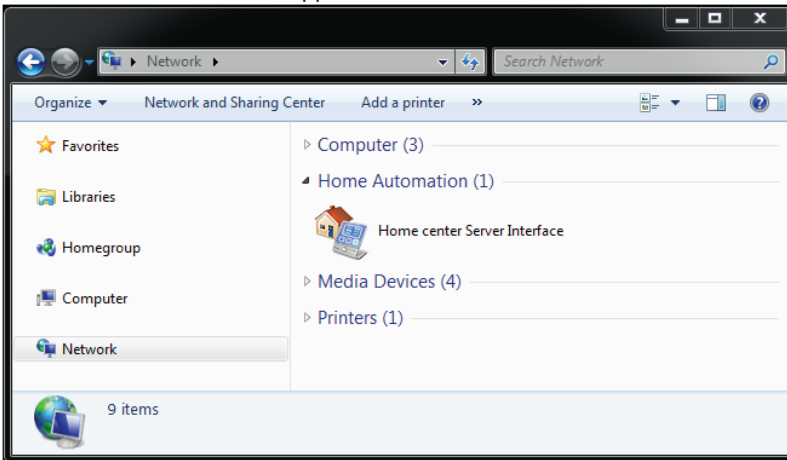 Network
Search Network
Organize
Network and Sharing Center
Add a printer
»
Favorites
Libraries
Homegroup
Computer
Network
Computer (3)
Home Automation (1)
Home center Server Interface
Media Devices (4)
Printers (1)
9 items